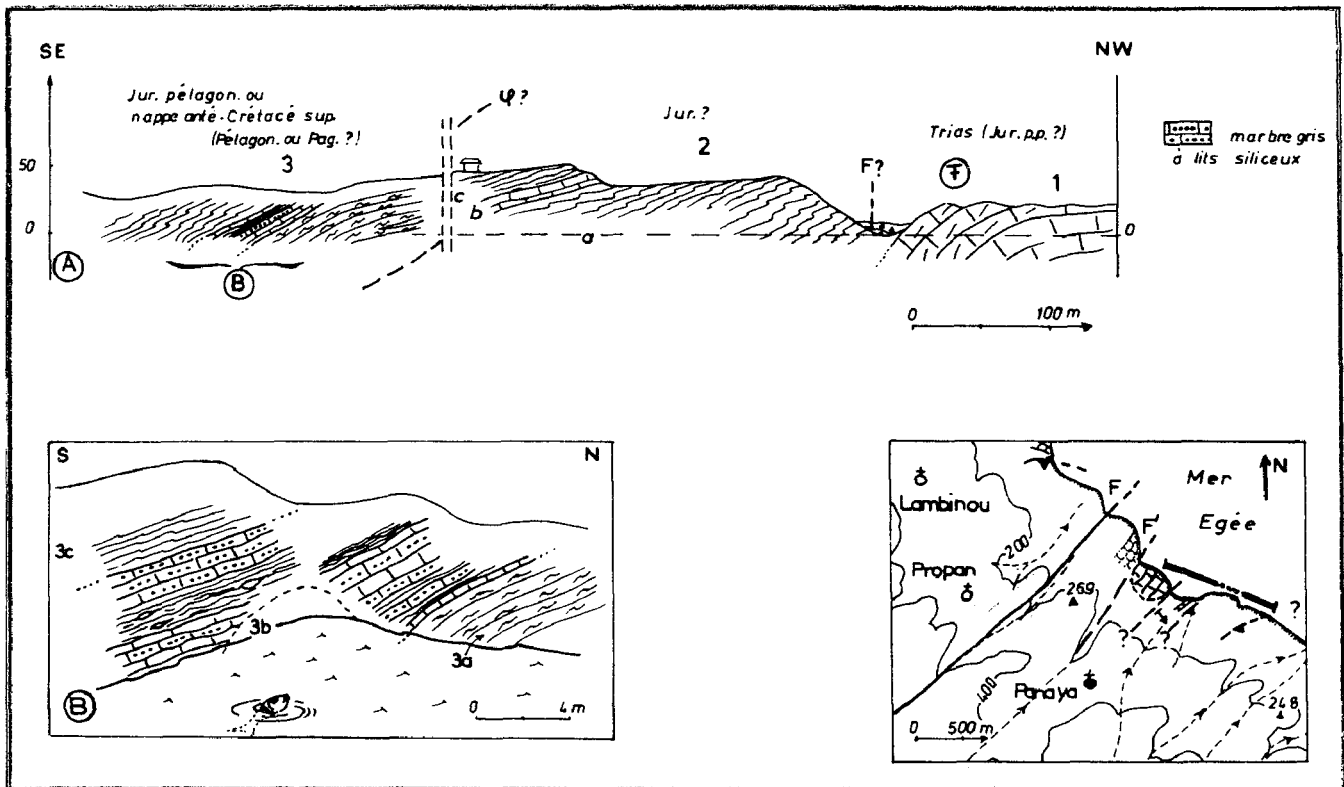 SE
NW
Jur. pélagon. ou
nappe anté-Crétacé sup.
(Pélagon. ou Pag. ?)
3
φ ?
Jur. ?
2
Trias (Jur. p.p. ?)
F ?
Ŧ
1
marbre gris
à lits siliceux
50
0
c
b
a
0
A
B
0 100 m
S
N
3c
3b
3a
B
0 4 m
N
Mer
Egée
Lambinou
F
F'
200
Propan
269
?
?
?
400
Panaya
248
0 500 m